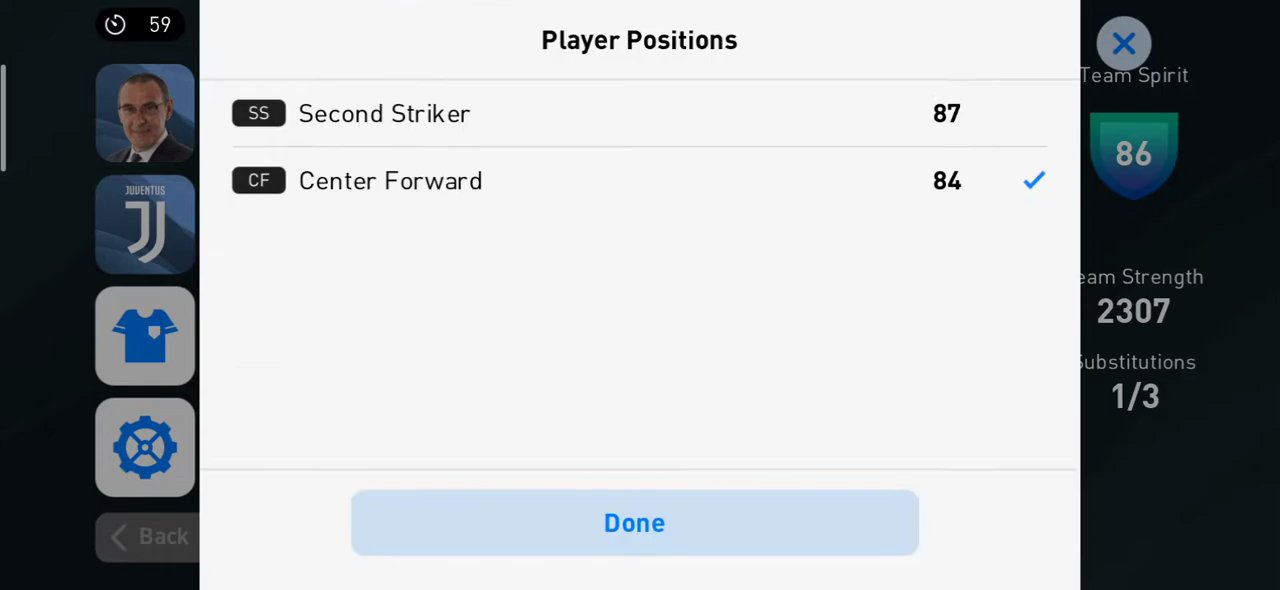 59
Player Positions
Team Spirit
SS Second Striker 87
86
CF Center Forward 84
JUVENTUS
eam Strength
2307
Substitutions
1/3
Done
Back